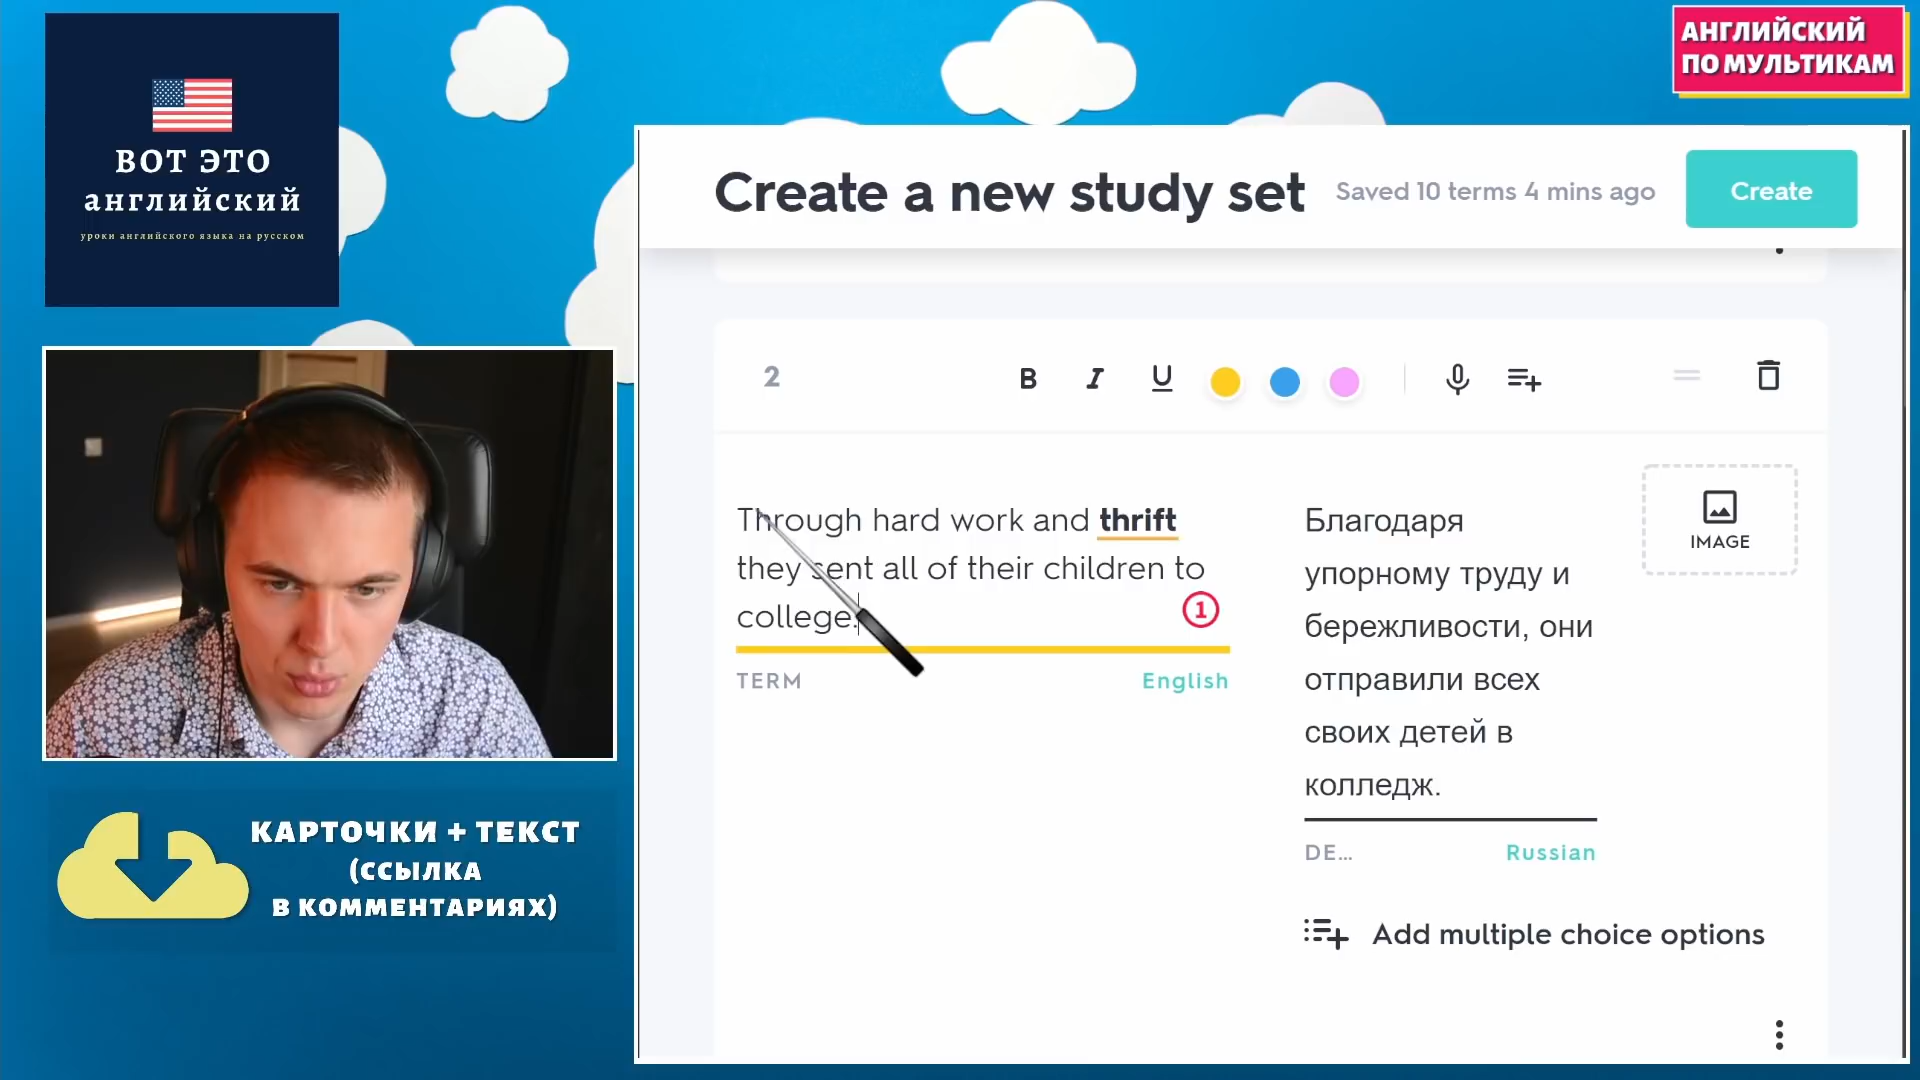 ВОТ ЭТО
английский
уроки английского языка на русском
АНГЛИЙСКИЙ
ПО МУЛЬТИКАМ
Create a new study set
Saved 10 terms 4 mins ago
Create
2
B I U
Through hard work and thrift
they sent all of their children to
college.
1
TERM
English
Благодаря
упорному труду и
бережливости, они
отправили всех
своих детей в
колледж.
DE...
Russian
IMAGE
Add multiple choice options
КАРТОЧКИ + ТЕКСТ
(ССЫЛКА
В КОММЕНТАРИЯХ)